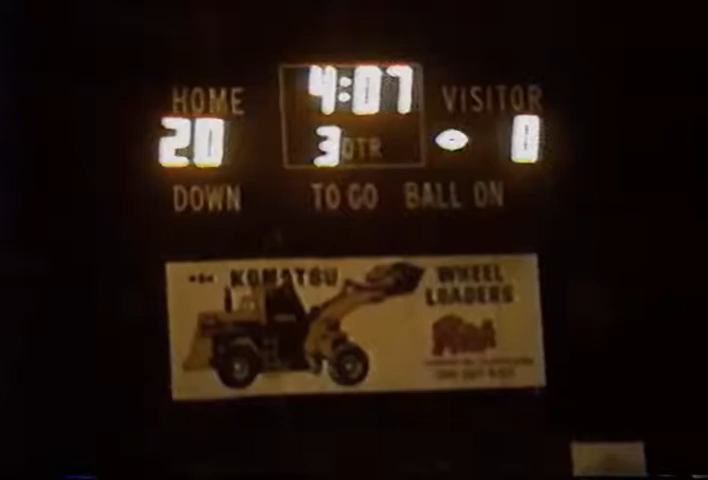 HOME 4:07 VISITOR
20 3 QTR 0
DOWN TO GO BALL ON
KOMATSU WHEEL
LOADERS